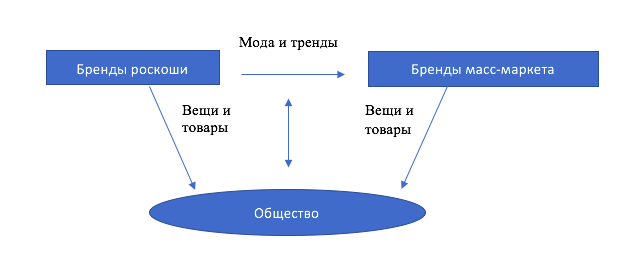 Мода и тренды
Бренды роскоши
Бренды масс-маркета
Вещи и
товары
Вещи и
товары
Общество